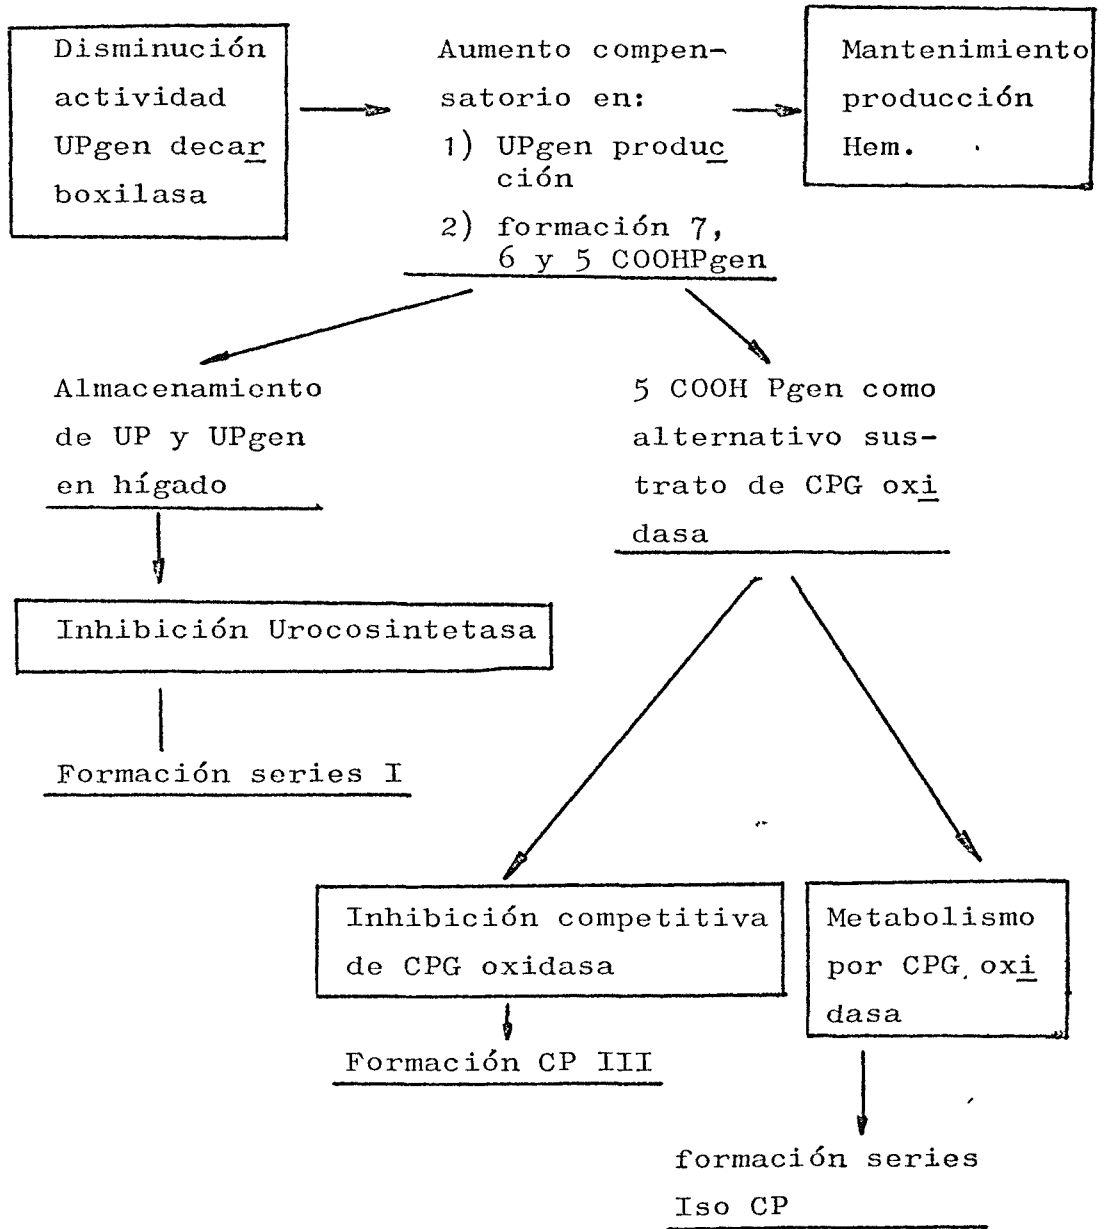 Disminución
actividad
UPgen decar
boxilasa
Aumento compen-
satorio en:
1) UPgen produc
ción
2) formación 7,
6 y 5 COOHPgen
Mantenimiento
producción
Hem.
Almacenamiento
de UP y UPgen
en hígado
5 COOH Pgen como
alternativo sus-
trato de CPG oxi
dasa
Inhibición Urocosintetasa
Formación series I
Inhibición competitiva
de CPG oxidasa
Metabolismo
por CPG oxi
dasa
Formación CP III
formación series
Iso CP